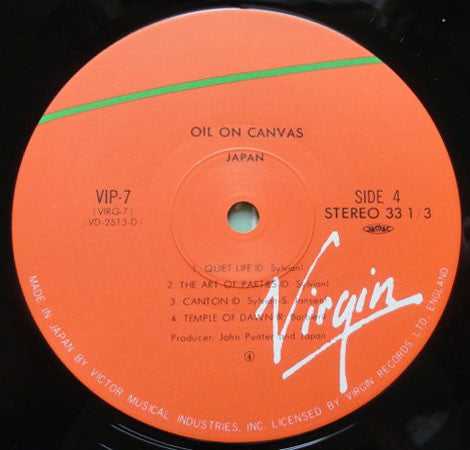 OIL ON CANVAS
JAPAN
VIP-7
(VIRG-7)
(VD-2513-D)
SIDE 4
STEREO 33 1/3
1. QUIET LIFE (D. Sylvian)
2. THE ART OF PARTIES (D. Sylvian)
3. CANTON (D. Sylvian S. Jansen)
4. TEMPLE OF DAWN (R. Barbieri)
Producer: John Punter and Japan
④
Virgin
MADE IN JAPAN BY VICTOR MUSICAL INDUSTRIES, INC. LICENSED BY VIRGIN RECORDS LTD. ENGLAND